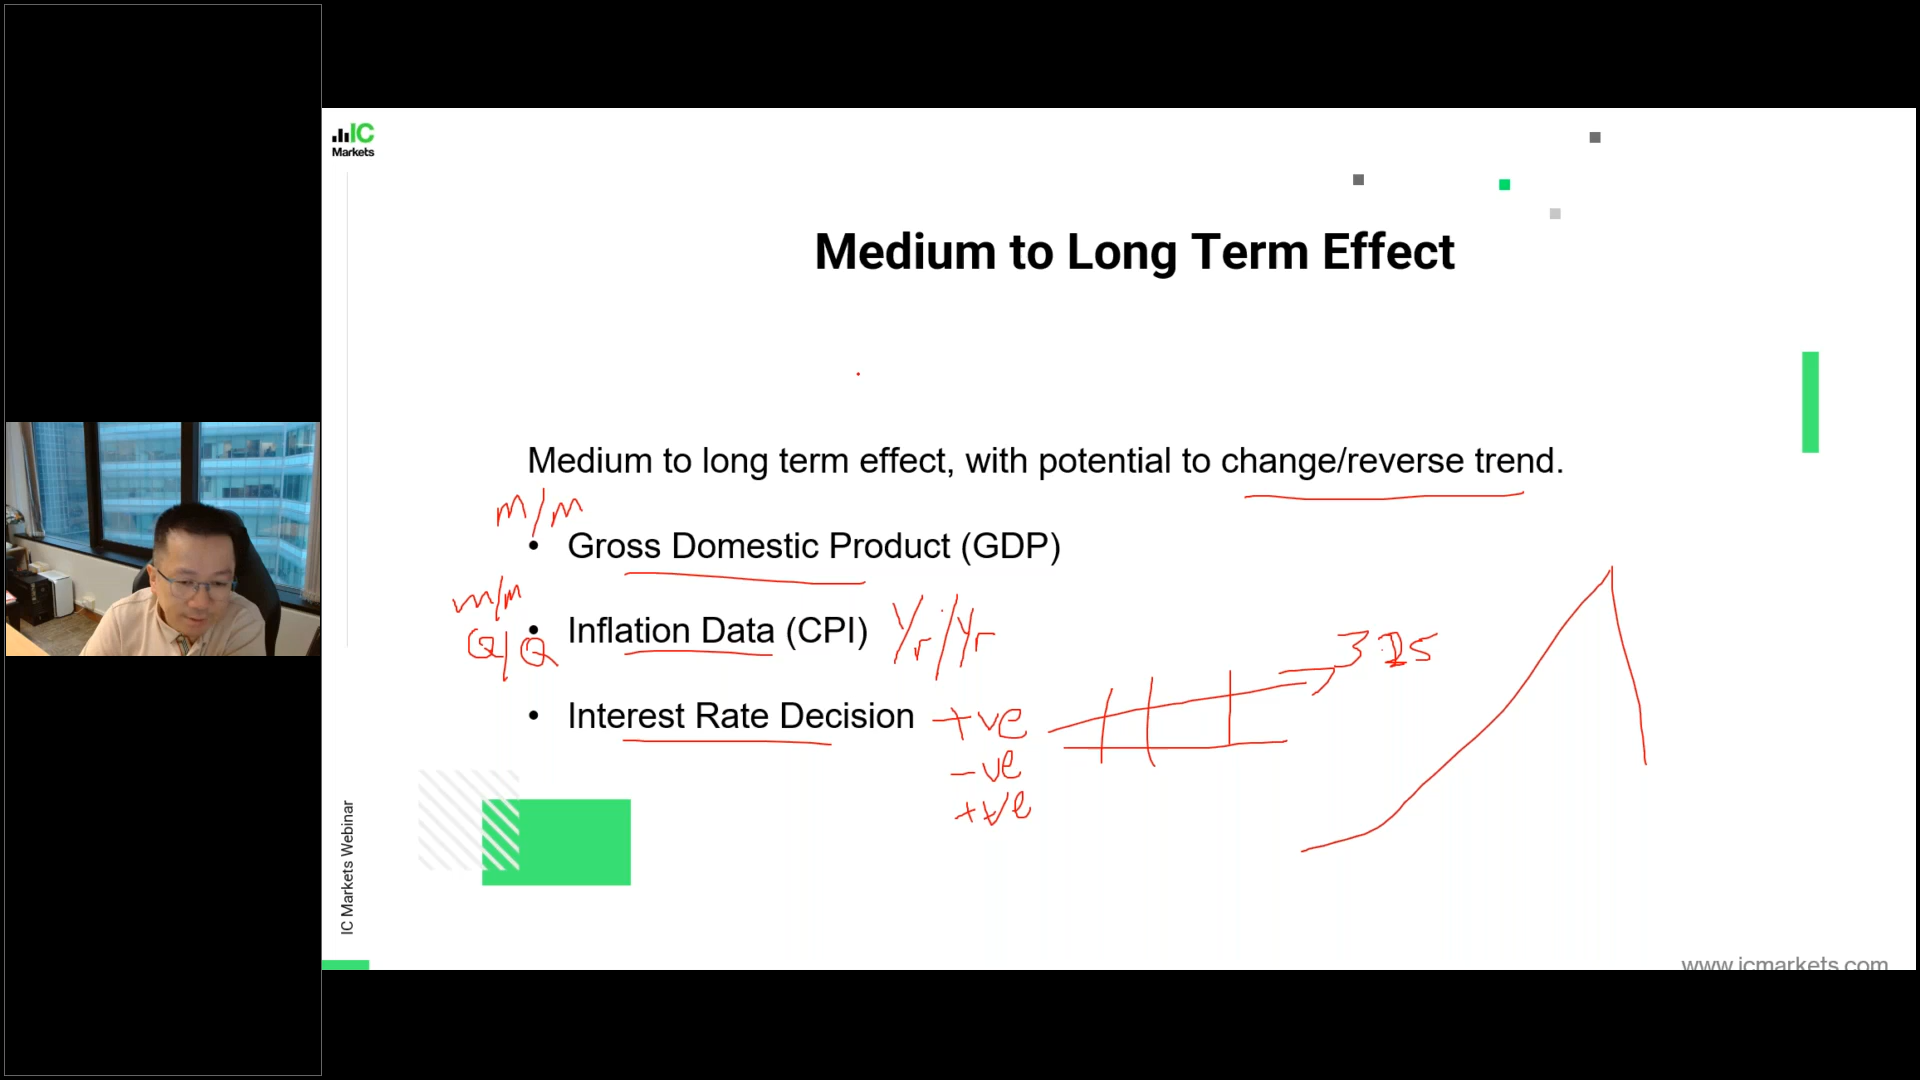 IC
Markets
Medium to Long Term Effect
Medium to long term effect, with potential to change/reverse trend.
m/m
• Gross Domestic Product (GDP)
m/m
Q/Q
• Inflation Data (CPI) Yr/Yr
• Interest Rate Decision +ve
-ve
+ve
IC Markets Webinar
www.icmarkets.com